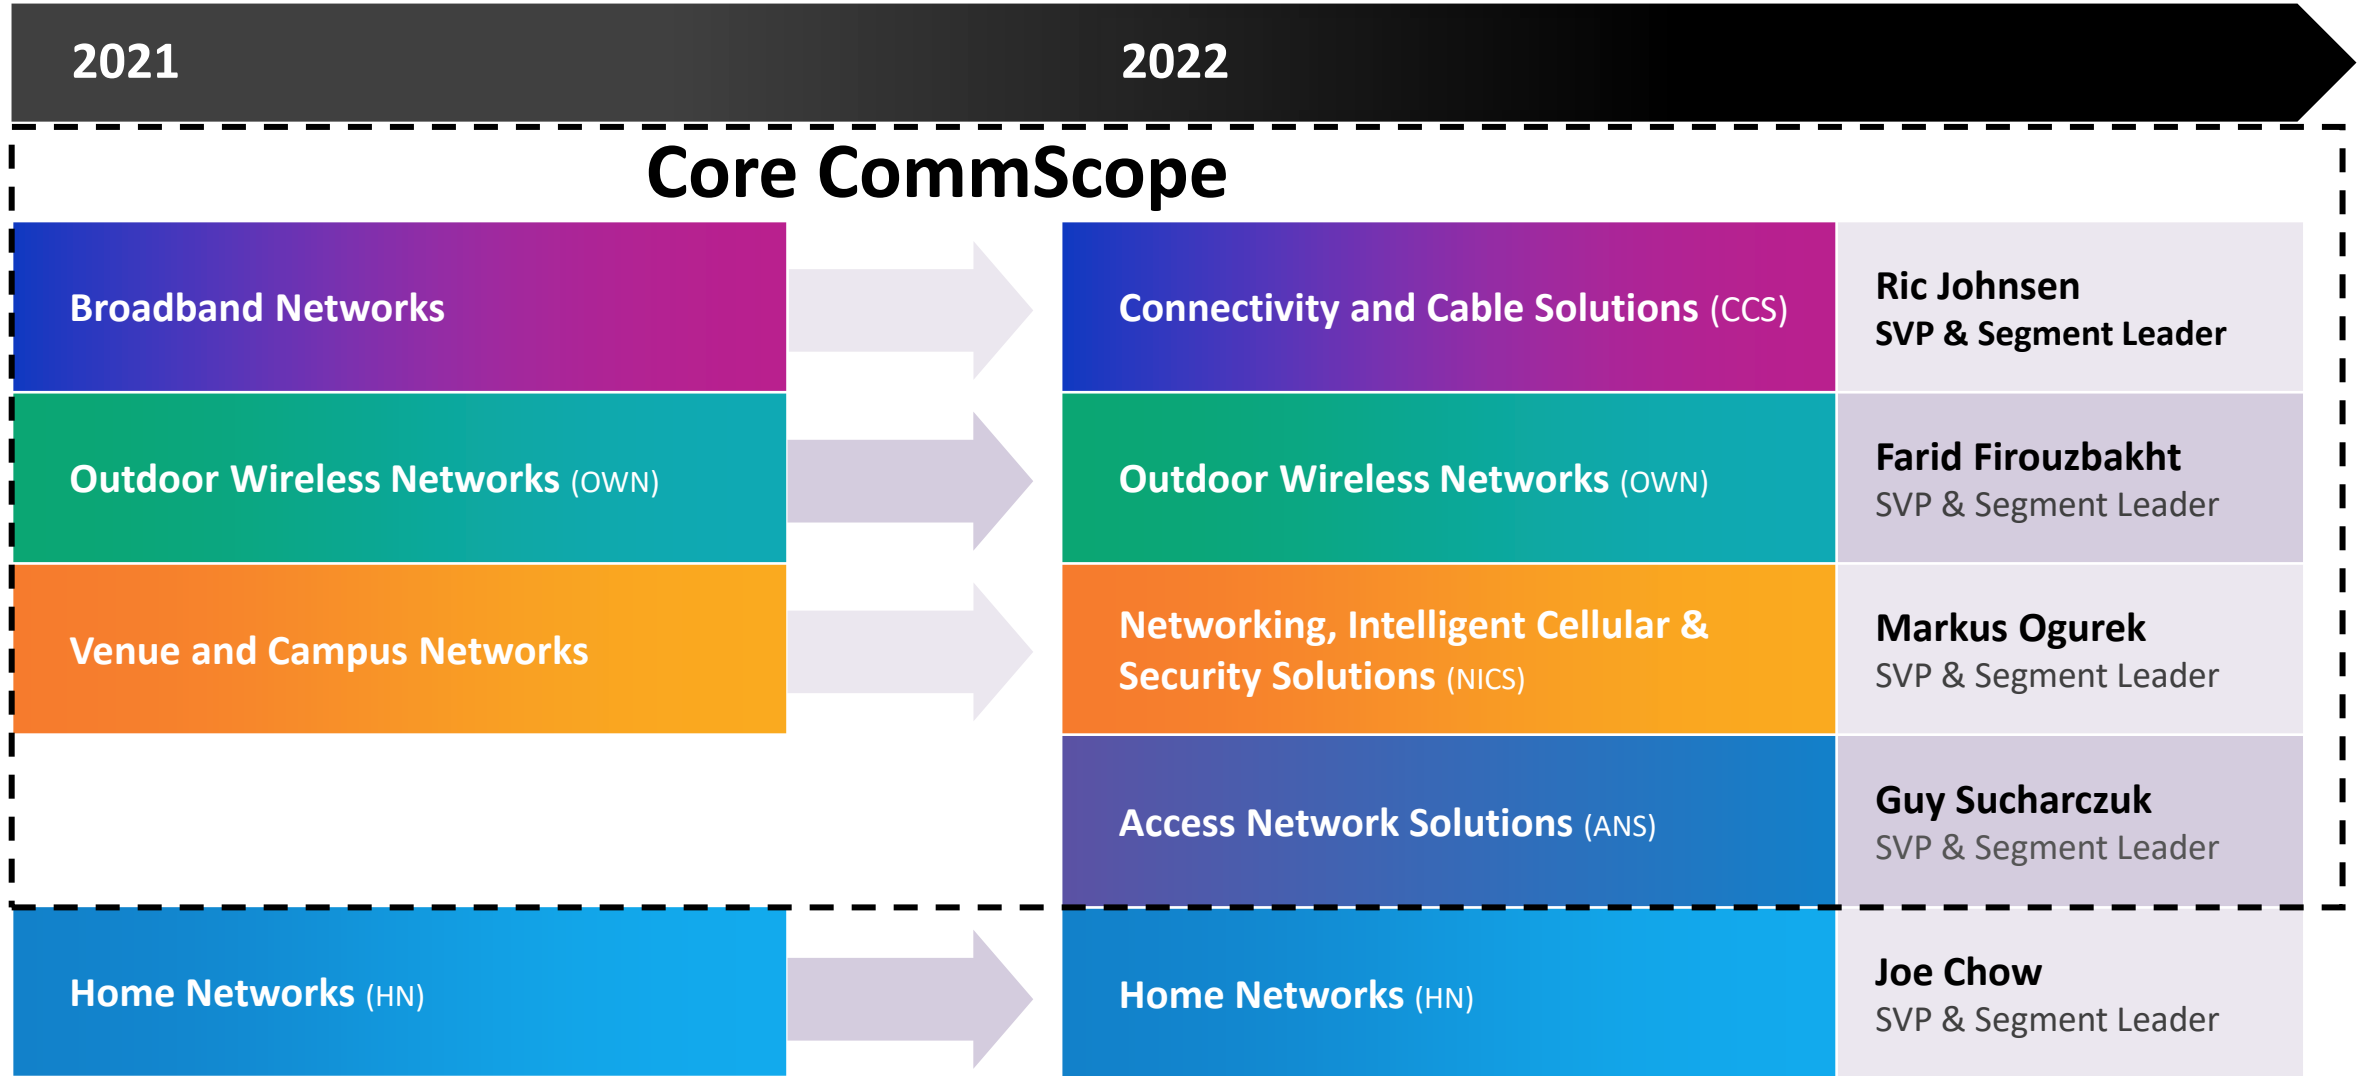 2021
2022
Core CommScope
Broadband Networks
Connectivity and Cable Solutions (CCS)
Ric Johnsen
SVP & Segment Leader
Outdoor Wireless Networks (OWN)
Outdoor Wireless Networks (OWN)
Farid Firouzbakht
SVP & Segment Leader
Venue and Campus Networks
Networking, Intelligent Cellular &
Security Solutions (NICS)
Markus Ogurek
SVP & Segment Leader
Access Network Solutions (ANS)
Guy Sucharczuk
SVP & Segment Leader
Home Networks (HN)
Home Networks (HN)
Joe Chow
SVP & Segment Leader